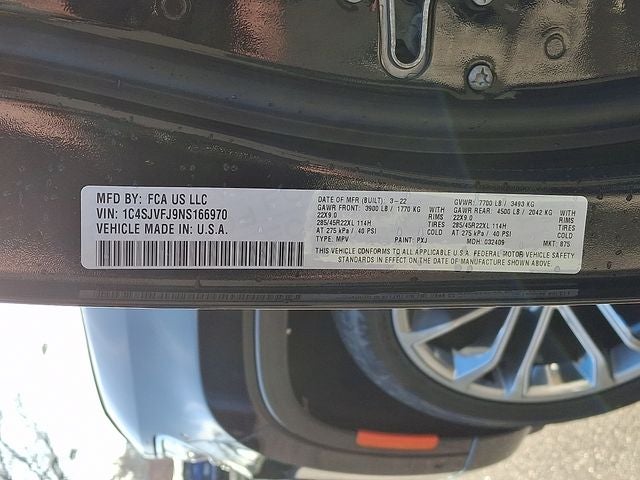 MFD BY: FCA US LLC
VIN: 1C4SJVFJ9NS166970
VEHICLE MADE IN: U.S.A.
DATE OF MFR (BUILT): 3-22 GVWR: 7700 LB / 3493 KG
GAWR FRONT: 3900 LB / 1770 KG WITH GAWR REAR: 4500 LB / 2042 KG WITH
22X9.0 RIMS 22X9.0 RIMS
285/45R22XL 114H TIRES 285/45R22XL 114H TIRES
AT 275 kPa / 40 PSI COLD AT 275 kPa / 40 PSI COLD
TYPE: MPV PAINT: PXJ MDH: 032409 MKT: 875
THIS VEHICLE CONFORMS TO ALL APPLICABLE U.S.A. FEDERAL MOTOR VEHICLE SAFETY
STANDARDS IN EFFECT ON THE DATE OF MANUFACTURE SHOWN ABOVE